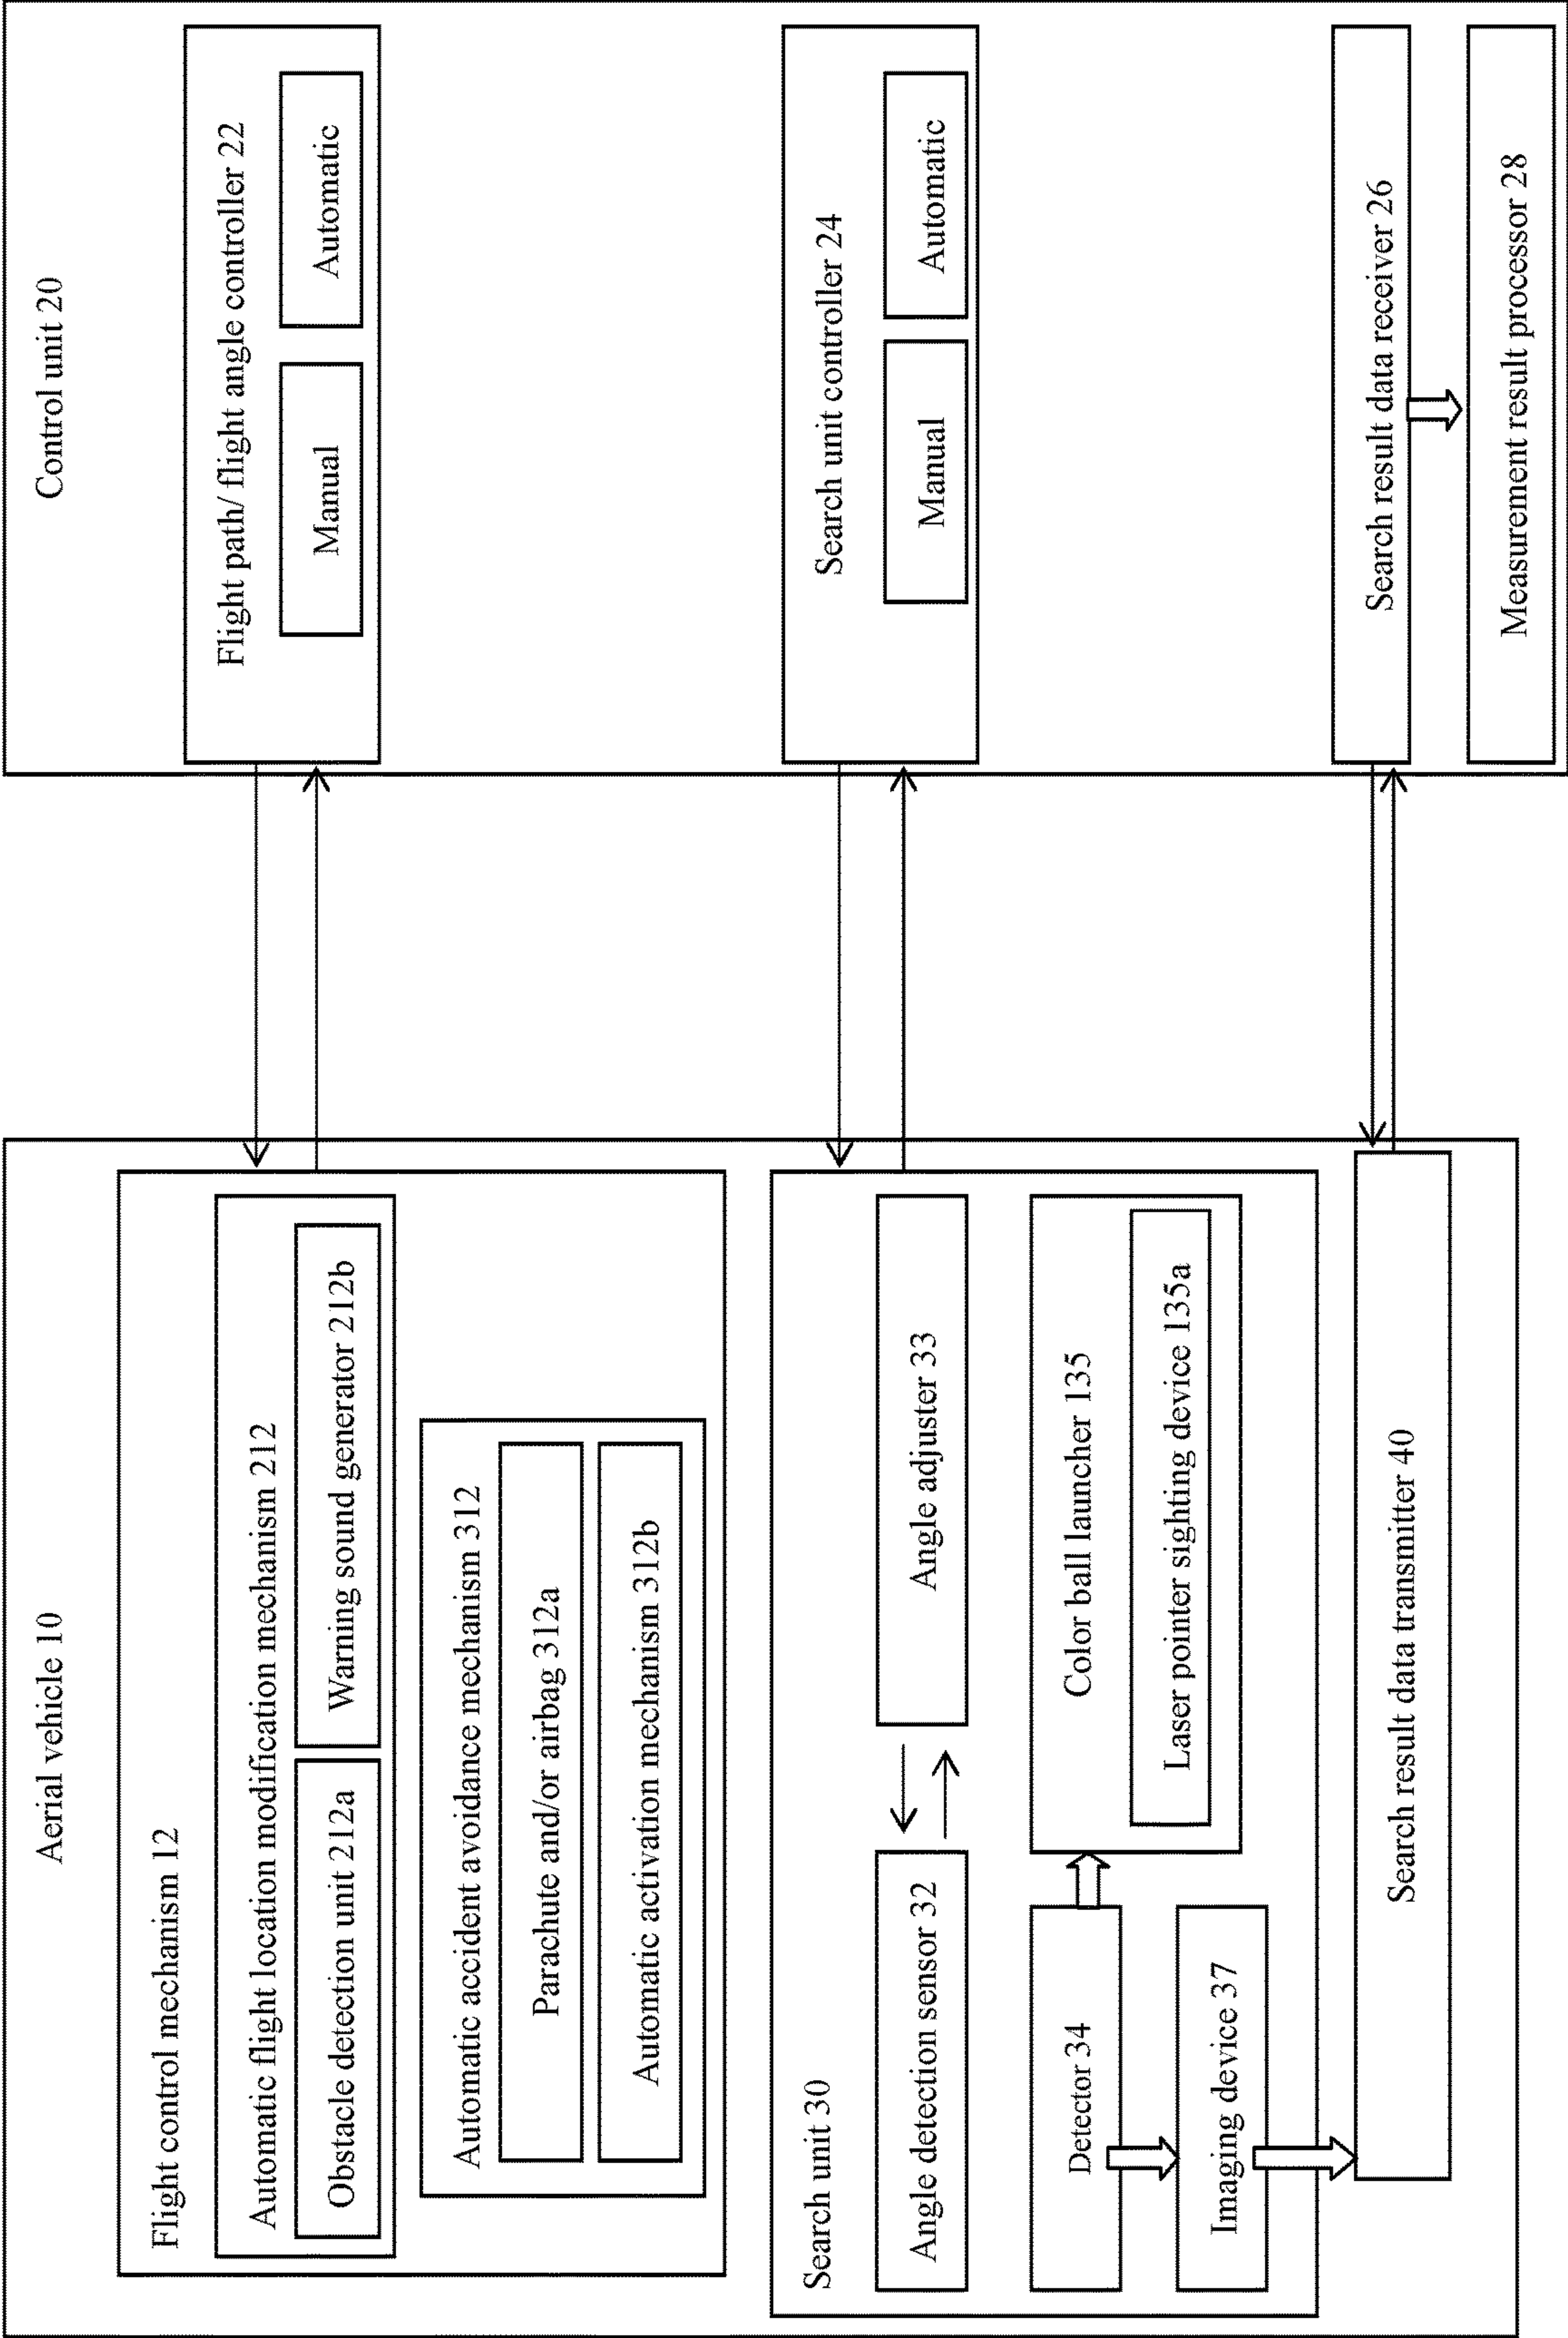 Aerial vehicle 10
Flight control mechanism 12
Automatic flight location modification mechanism 212
Obstacle detection unit 212a
Warning sound generator 212b
Automatic accident avoidance mechanism 312
Parachute and/or airbag 312a
Automatic activation mechanism 312b
Search unit 30
Angle detection sensor 32
Angle adjuster 33
Detector 34
Color ball launcher 135
Laser pointer sighting device 135a
Imaging device 37
Search result data transmitter 40
Control unit 20
Flight path/ flight angle controller 22
Manual
Automatic
Search unit controller 24
Manual
Automatic
Search result data receiver 26
Measurement result processor 28